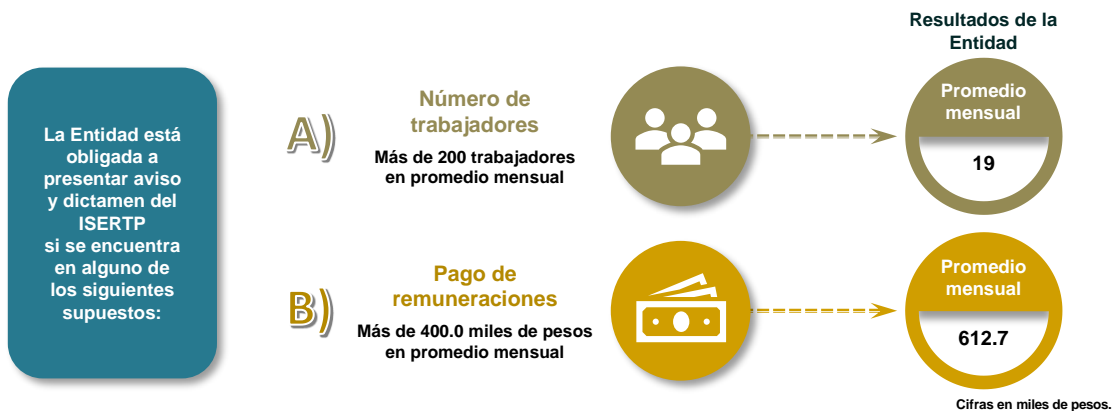 Resultados de la
Entidad
La Entidad está
obligada a
presentar aviso
y dictamen del
ISERTP
si se encuentra
en alguno de
los siguientes
supuestos:
A)
Número de
trabajadores
Más de 200 trabajadores
en promedio mensual
Promedio
mensual
19
B)
Pago de
remuneraciones
Más de 400.0 miles de pesos
en promedio mensual
Promedio
mensual
612.7
Cifras en miles de pesos.